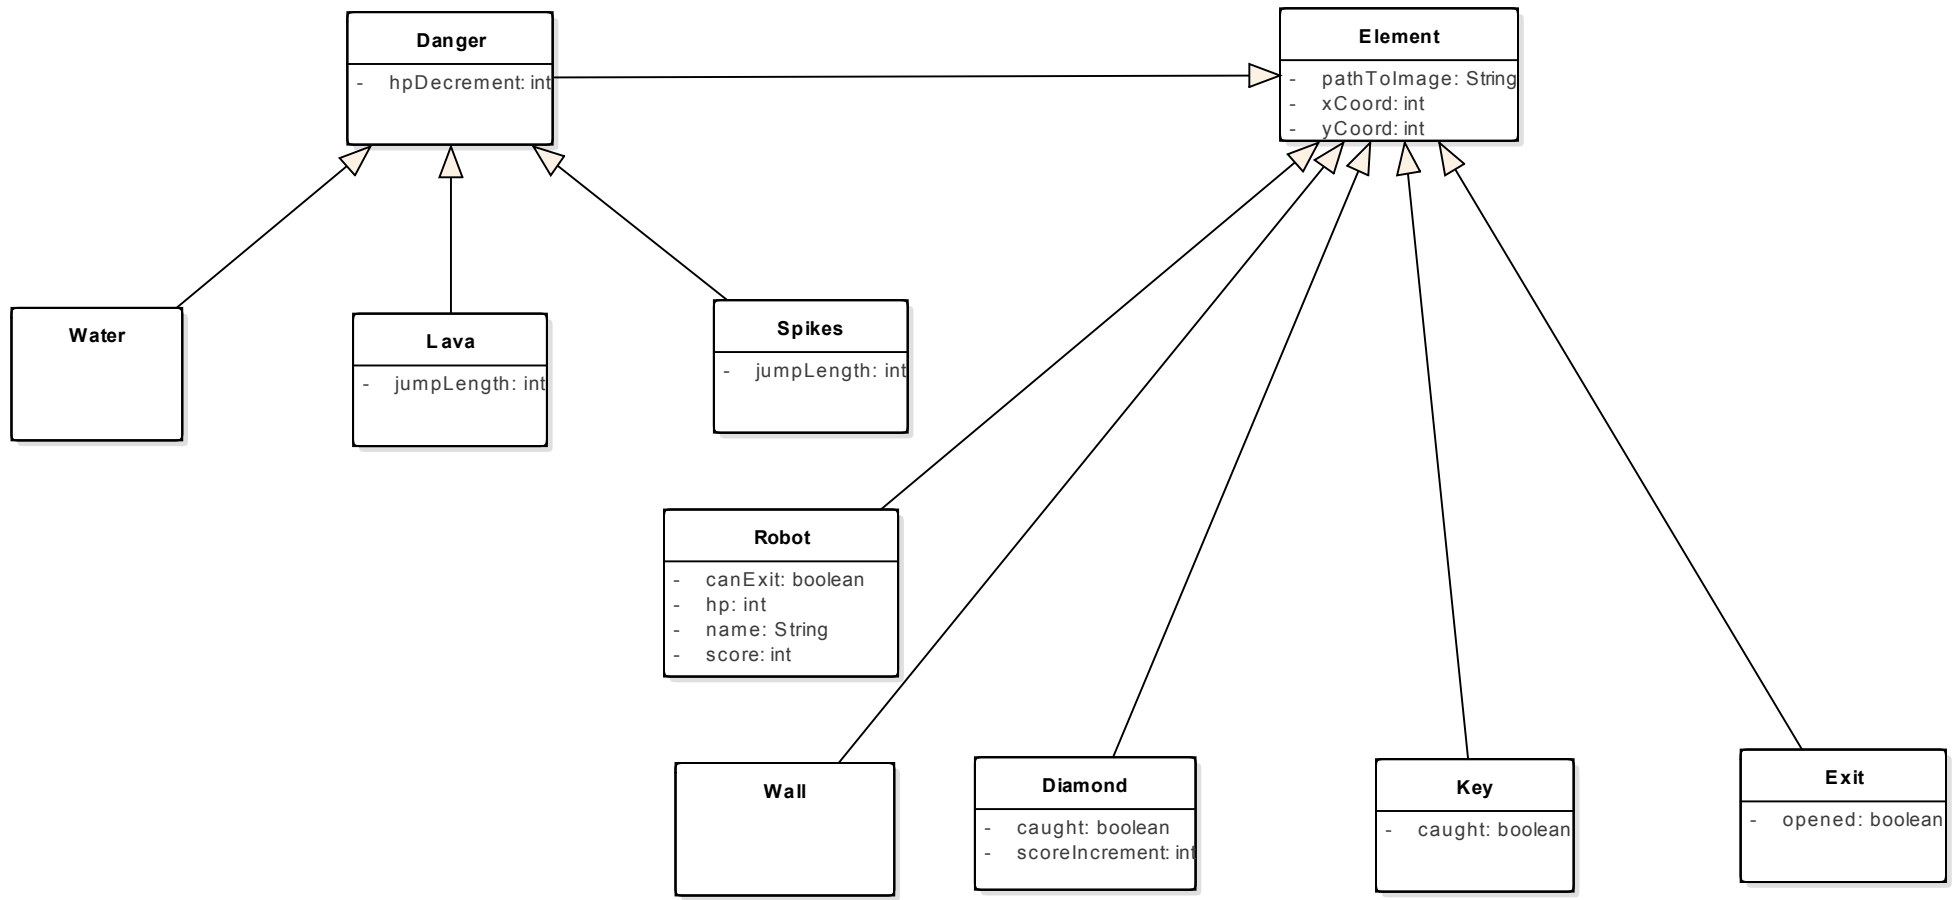 Danger
- hpDecrement: int
Element
- pathToImage: String
- xCoord: int
- yCoord: int
Water
Lava
- jumpLength: int
Spikes
- jumpLength: int
Robot
- canExit: boolean
- hp: int
- name: String
- score: int
Wall
Diamond
- caught: boolean
- scoreIncrement: int
Key
- caught: boolean
Exit
- opened: boolean